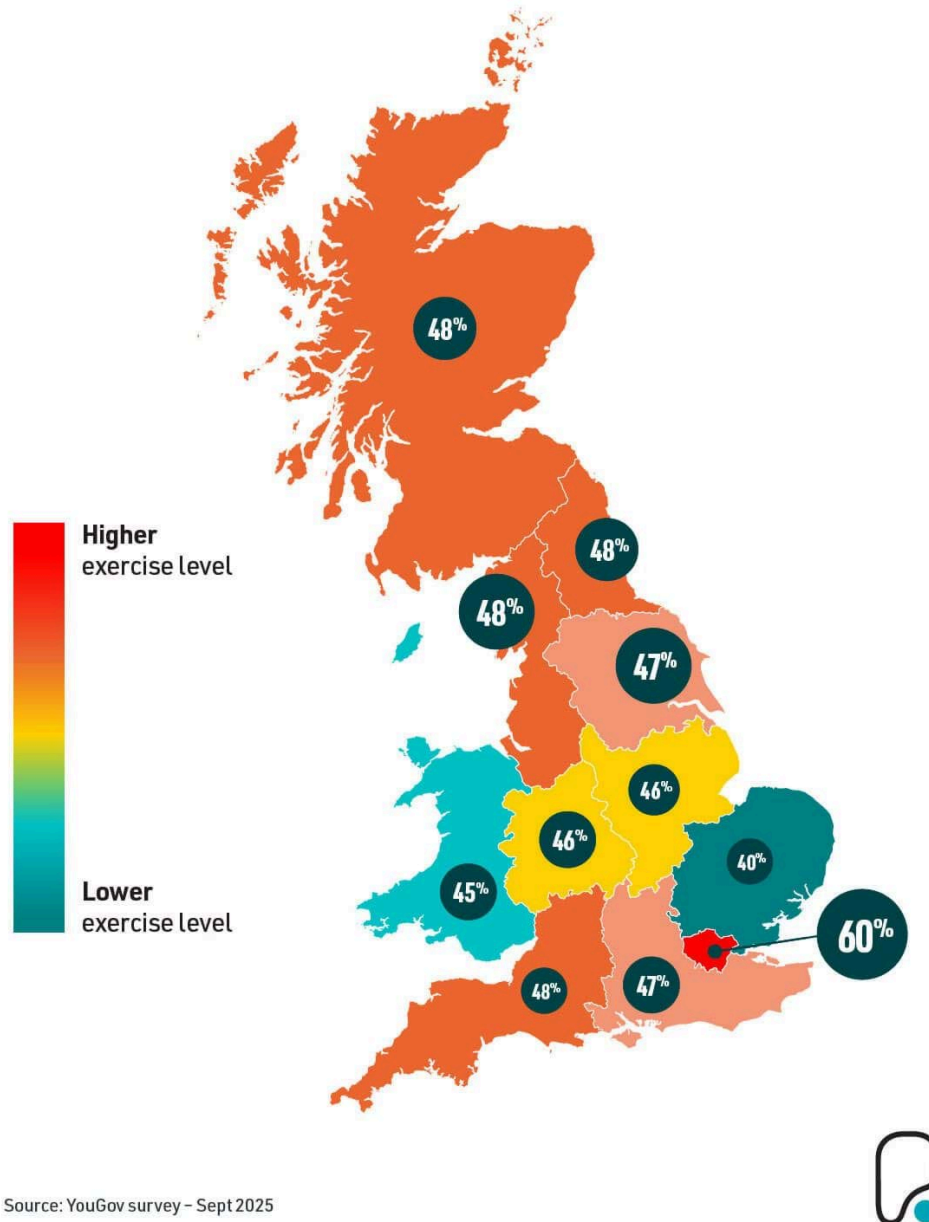 48%
Higher
exercise level
48%
48%
47%
46%
46%
40%
Lower
exercise level
45%
60%
48%
47%
Source: YouGov survey – Sept 2025